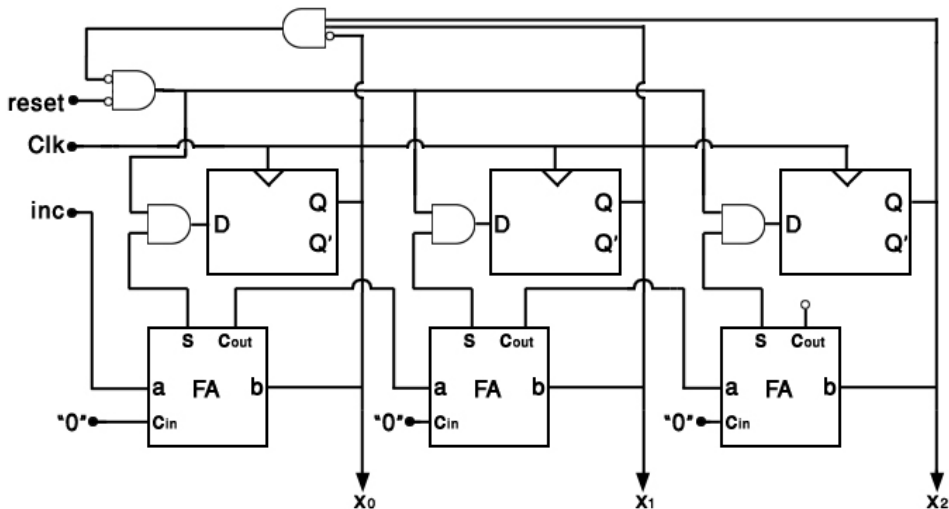 reset
Clk
inc
Q
Q'
D
Q
Q'
D
Q
Q'
D
S Cout
a FA b
Cin
"0"
S Cout
a FA b
Cin
"0"
S Cout
a FA b
Cin
"0"
X0
X1
X2